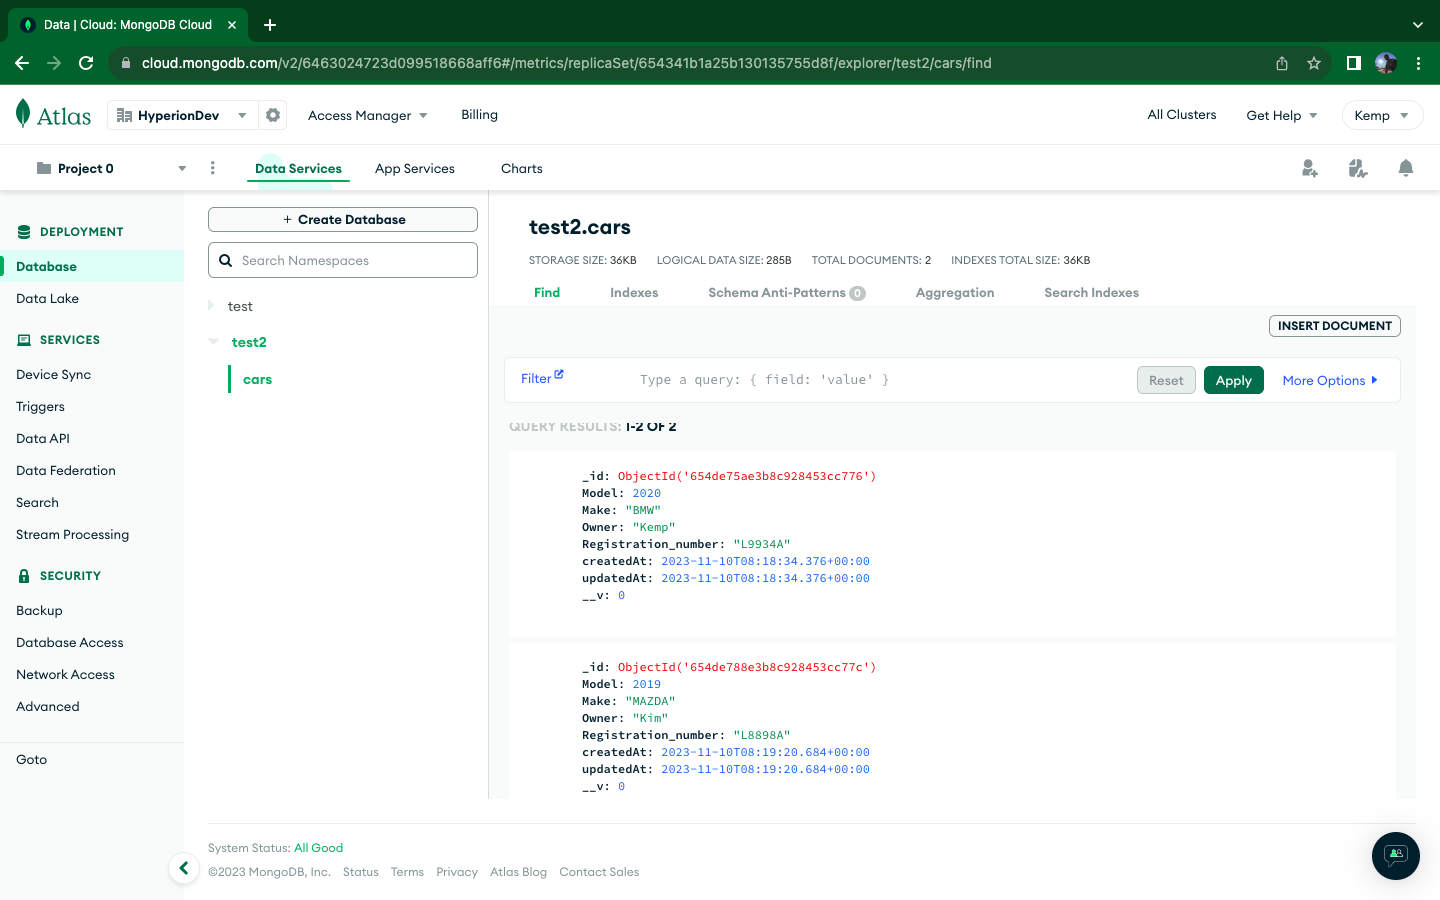 Data | Cloud: MongoDB Cloud
cloud.mongodb.com/v2/6463024723d099518668aff6#/metrics/replicaSet/654341b1a25b130135755d8f/explorer/test2/cars/find
Atlas
HyperionDev
Access Manager
Billing
All Clusters
Get Help
Kemp
Project 0
Data Services
App Services
Charts
DEPLOYMENT
Database
Data Lake
SERVICES
Device Sync
Triggers
Data API
Data Federation
Search
Stream Processing
SECURITY
Backup
Database Access
Network Access
Advanced
Goto
+ Create Database
Search Namespaces
test
test2
cars
test2.cars
STORAGE SIZE: 36KB LOGICAL DATA SIZE: 285B TOTAL DOCUMENTS: 2 INDEXES TOTAL SIZE: 36KB
Find Indexes Schema Anti-Patterns 0 Aggregation Search Indexes
INSERT DOCUMENT
Filter Type a query: { field: 'value' } Reset Apply More Options
QUERY RESULTS: 1-2 OF 2
_id: ObjectId('654de75ae3b8c928453cc776')
Model: 2020
Make: "BMW"
Owner: "Kemp"
Registration_number: "L9934A"
createdAt: 2023-11-10T08:18:34.376+00:00
updatedAt: 2023-11-10T08:18:34.376+00:00
__v: 0
_id: ObjectId('654de788e3b8c928453cc77c')
Model: 2019
Make: "MAZDA"
Owner: "Kim"
Registration_number: "L8898A"
createdAt: 2023-11-10T08:19:20.684+00:00
updatedAt: 2023-11-10T08:19:20.684+00:00
__v: 0
System Status: All Good
©2023 MongoDB, Inc. Status Terms Privacy Atlas Blog Contact Sales